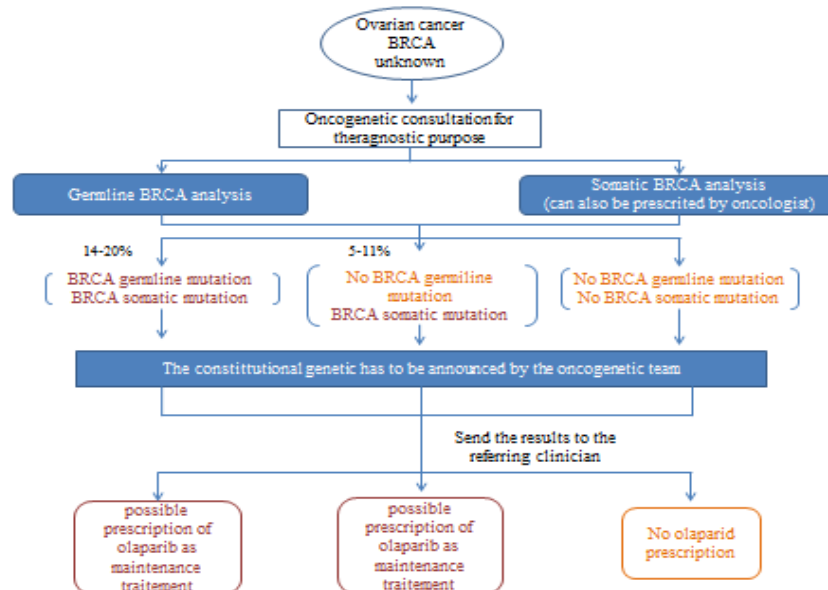 Ovarian cancer
BRCA
unknown
Oncogenetic consultation for
theragnostic purpose
Germline BRCA analysis
Somatic BRCA analysis
(can also be prescrited by oncologist)
14-20%
5-11%
BRCA germline mutation
BRCA somatic mutation
No BRCA germiline
mutation
BRCA somatic mutation
No BRCA germline mutation
No BRCA somatic mutation
The constittutional genetic has to be announced by the oncogenetic team
Send the results to the
referring clinician
possible
prescription of
olaparib as
maintenance
traitement
possible
prescription of
olaparib as
maintenance
traitement
No olaparid
prescription